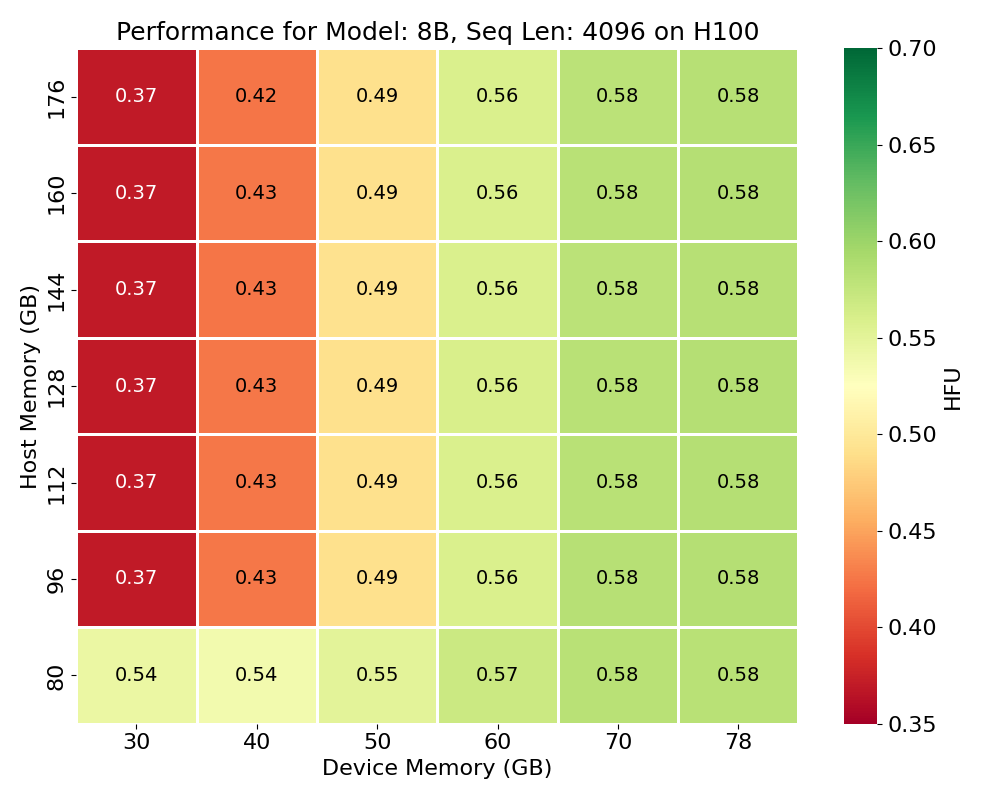 Performance for Model: 8B, Seq Len: 4096 on H100
Host Memory (GB)
176 0.37 0.42 0.49 0.56 0.58 0.58
160 0.37 0.43 0.49 0.56 0.58 0.58
144 0.37 0.43 0.49 0.56 0.58 0.58
128 0.37 0.43 0.49 0.56 0.58 0.58
112 0.37 0.43 0.49 0.56 0.58 0.58
96 0.37 0.43 0.49 0.56 0.58 0.58
80 0.54 0.54 0.55 0.57 0.58 0.58
30 40 50 60 70 78
Device Memory (GB)
0.70
0.65
0.60
0.55
0.50
0.45
0.40
0.35
HFU